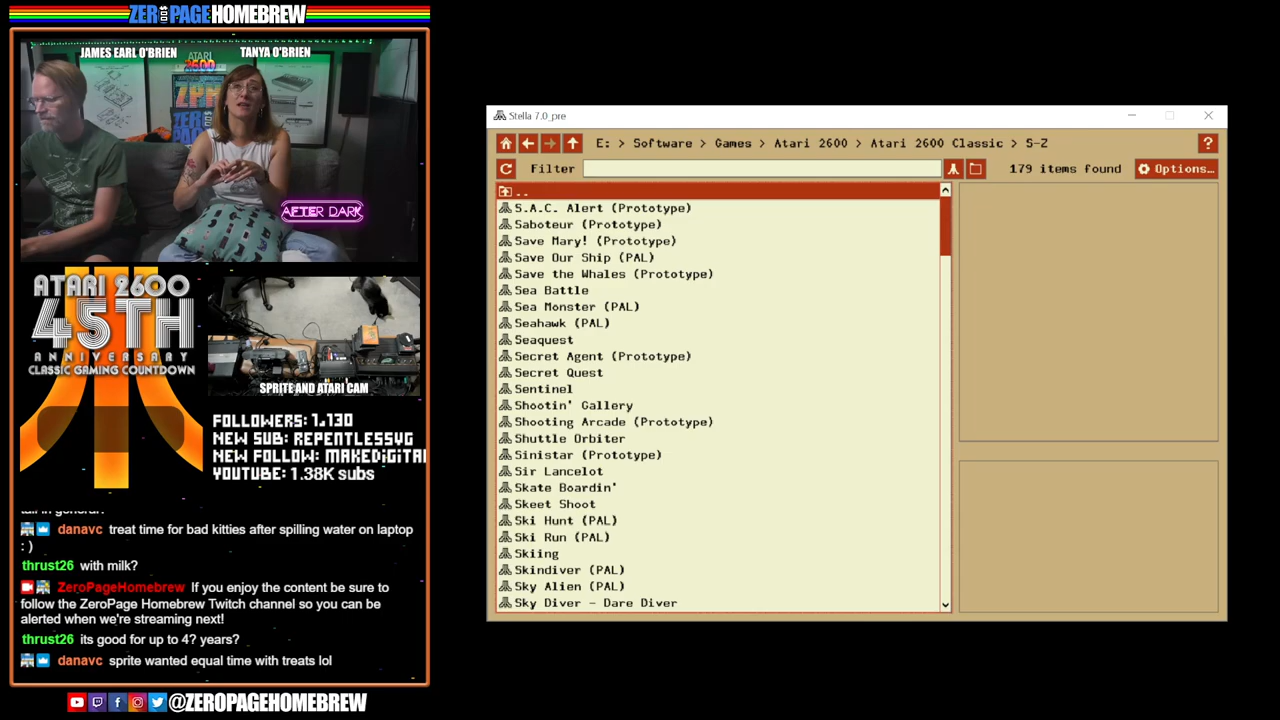 ZEROPAGEHOMEBREW
JAMES EARL O'BRIEN
TANYA O'BRIEN
ATARI
2600
AFTER DARK
ATARI 2600
45TH
ANNIVERSARY
CLASSIC GAMING COUNTDOWN
SPRITE AND ATARI CAM
FOLLOWERS: 1,130
NEW SUB: REPENTLESSVG
NEW FOLLOW: MAKEDIGITA
YOUTUBE: 1.38K subs
danavc treat time for bad kitties after spilling water on laptop
: )
thrust26 with milk?
ZeroPageHomebrew If you enjoy the content be sure to
follow the ZeroPage Homebrew Twitch channel so you can be
alerted when we're streaming next!
thrust26 its good for up to 4? years?
danavc sprite wanted equal time with treats lol
@ZEROPAGEHOMEBREW
Stella 7.0_pre
E: > Software > Games > Atari 2600 > Atari 2600 Classic > S-Z
?
Filter
179 items found
Options...
..
S.A.C. Alert (Prototype)
Saboteur (Prototype)
Save Mary! (Prototype)
Save Our Ship (PAL)
Save the Whales (Prototype)
Sea Battle
Sea Monster (PAL)
Seahawk (PAL)
Seaquest
Secret Agent (Prototype)
Secret Quest
Sentinel
Shootin' Gallery
Shooting Arcade (Prototype)
Shuttle Orbiter
Sinistar (Prototype)
Sir Lancelot
Skate Boardin'
Skeet Shoot
Ski Hunt (PAL)
Ski Run (PAL)
Skiing
Skindiver (PAL)
Sky Alien (PAL)
Sky Diver - Dare Diver